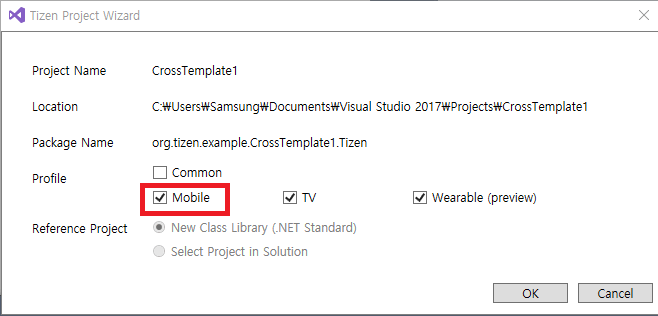 Tizen Project Wizard
Project Name CrossTemplate1
Location C:₩Users₩Samsung₩Documents₩Visual Studio 2017₩Projects₩CrossTemplate1
Package Name org.tizen.example.CrossTemplate1.Tizen
Profile Common
Mobile TV Wearable (preview)
Reference Project New Class Library (.NET Standard)
Select Project in Solution
OK Cancel